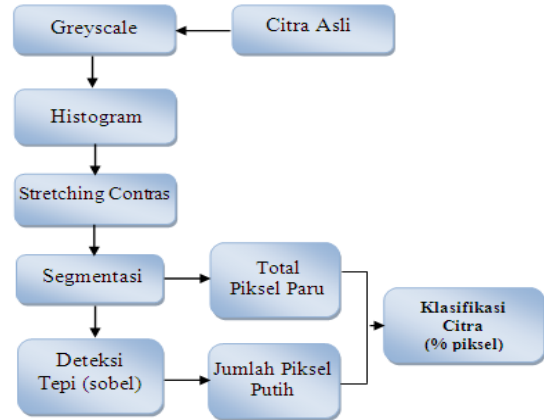 Greyscale
Citra Asli
Histogram
Stretching Contras
Segmentasi
Total
Piksel Paru
Klasifikasi
Citra
(% piksel)
Deteksi
Tepi (sobel)
Jumlah Piksel
Putih